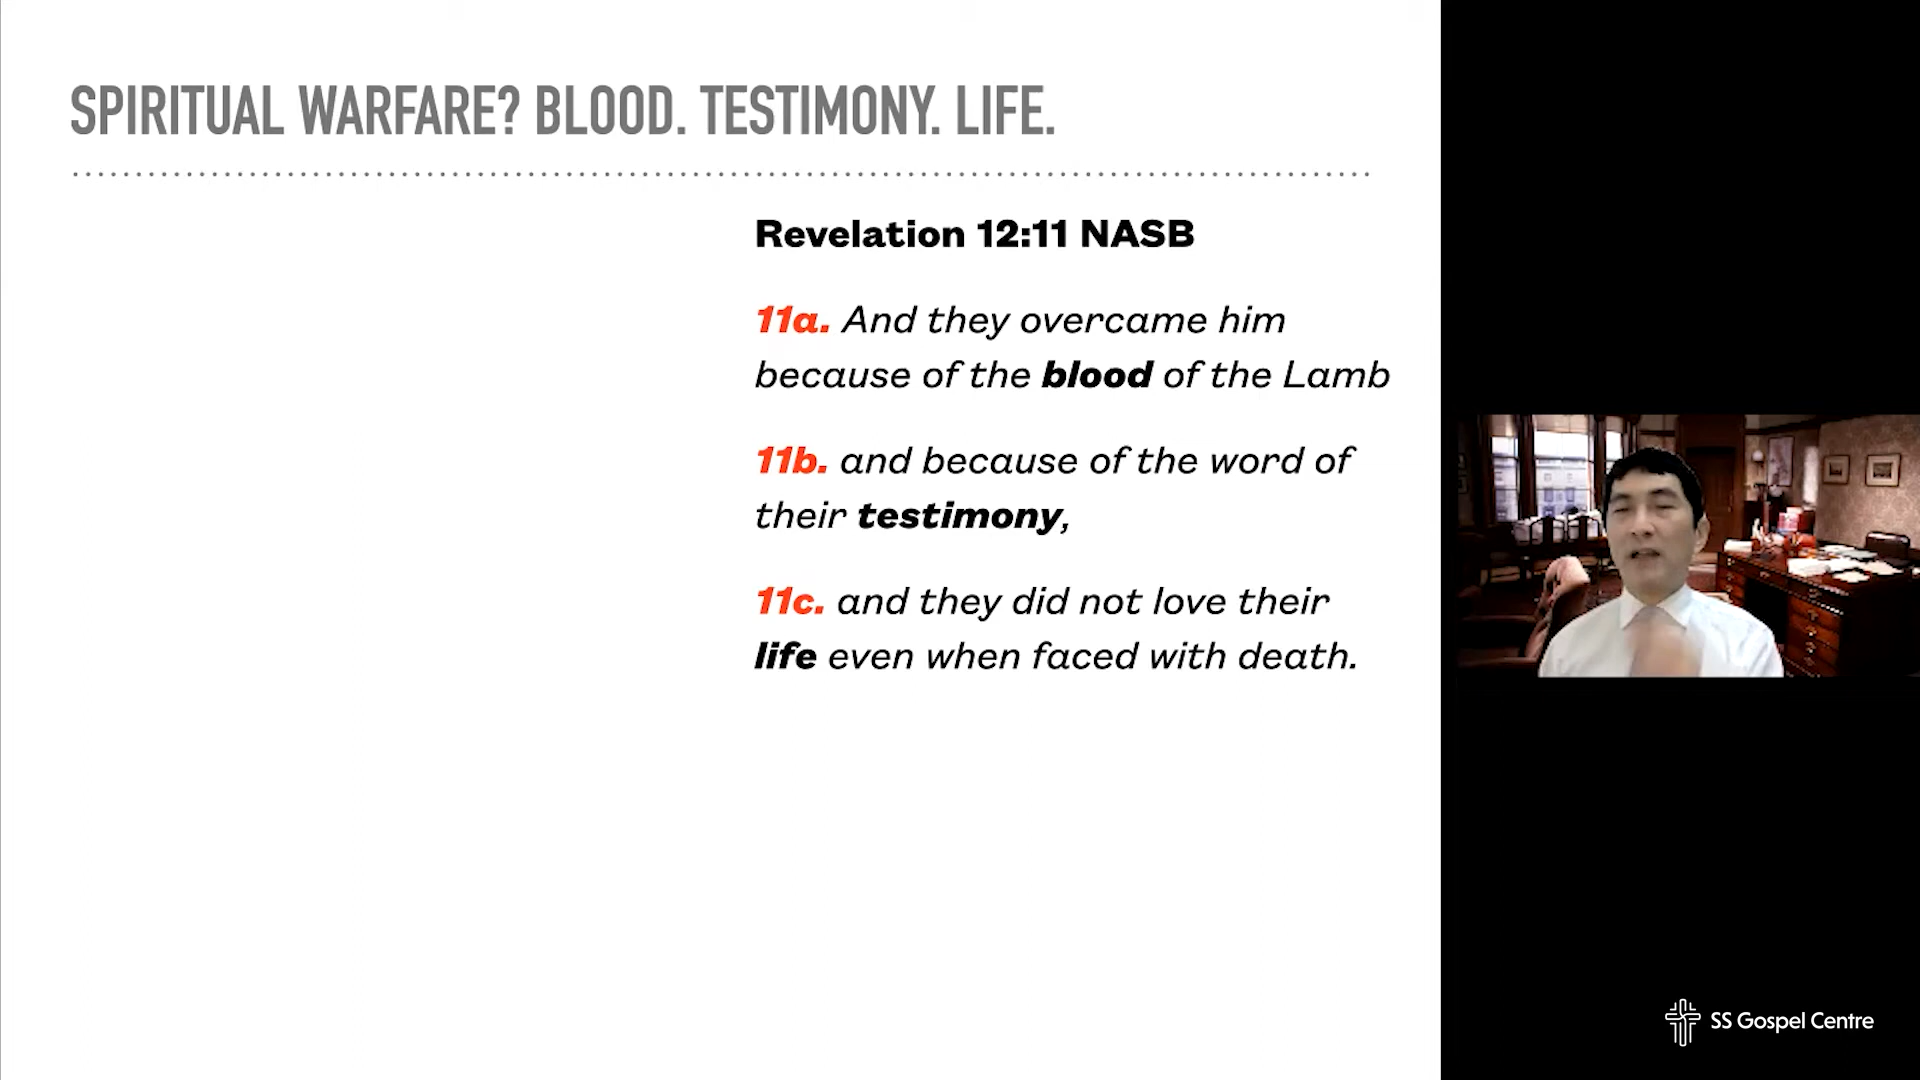 SPIRITUAL WARFARE? BLOOD. TESTIMONY. LIFE.
Revelation 12:11 NASB
11a. And they overcame him
because of the blood of the Lamb
11b. and because of the word of
their testimony,
11c. and they did not love their
life even when faced with death.
SS Gospel Centre